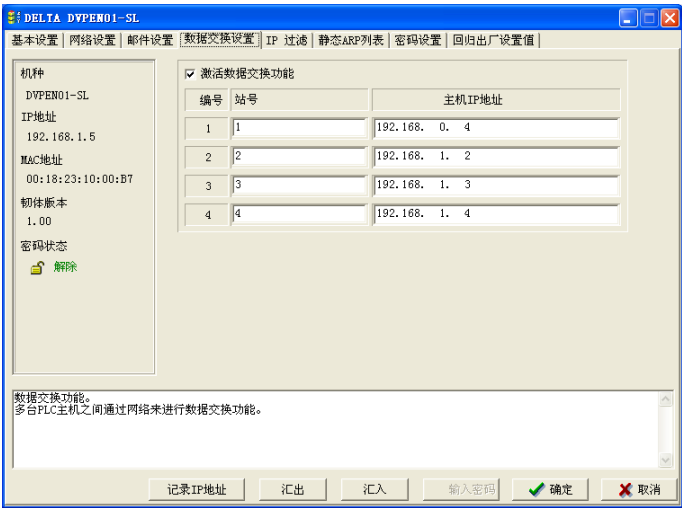 DELTA DVPEN01-SL
基本设置 网络设置 邮件设置 数据交换设置 IP 过滤 静态ARP列表 密码设置 回归出厂设置值
机种
DVPEN01-SL
IP地址
192.168.1.5
MAC地址
00:18:23:10:00:B7
韧体版本
1.00
密码状态
解除
激活数据交换功能
编号 站号 主机IP地址
1 1 192.168. 0. 4
2 2 192.168. 1. 2
3 3 192.168. 1. 3
4 4 192.168. 1. 4
数据交换功能。
多台PLC主机之间通过网络来进行数据交换功能。
记录IP地址 汇出 汇入 输入密码 确定 取消